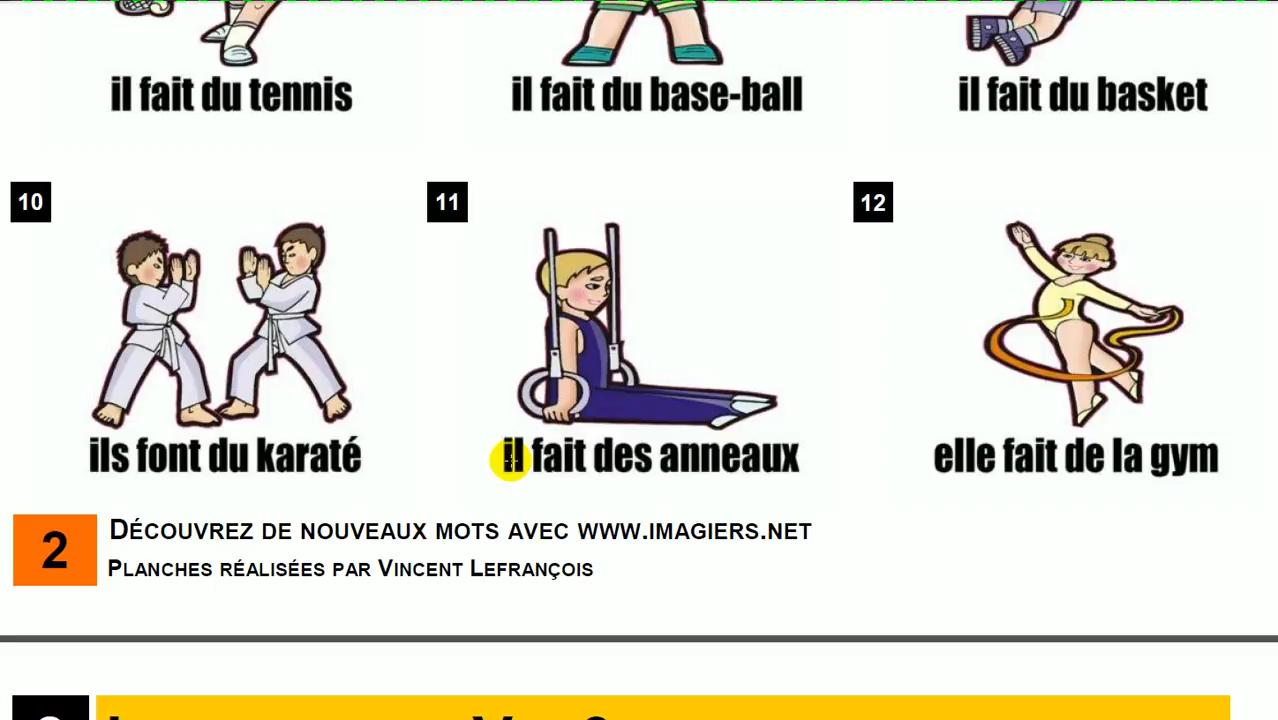 il fait du tennis
il fait du base-ball
il fait du basket
10
11
12
ils font du karaté
il fait des anneaux
elle fait de la gym
2
DÉCOUVREZ DE NOUVEAUX MOTS AVEC WWW.IMAGIERS.NET
PLANCHES RÉALISÉES PAR VINCENT LEFRANÇOIS